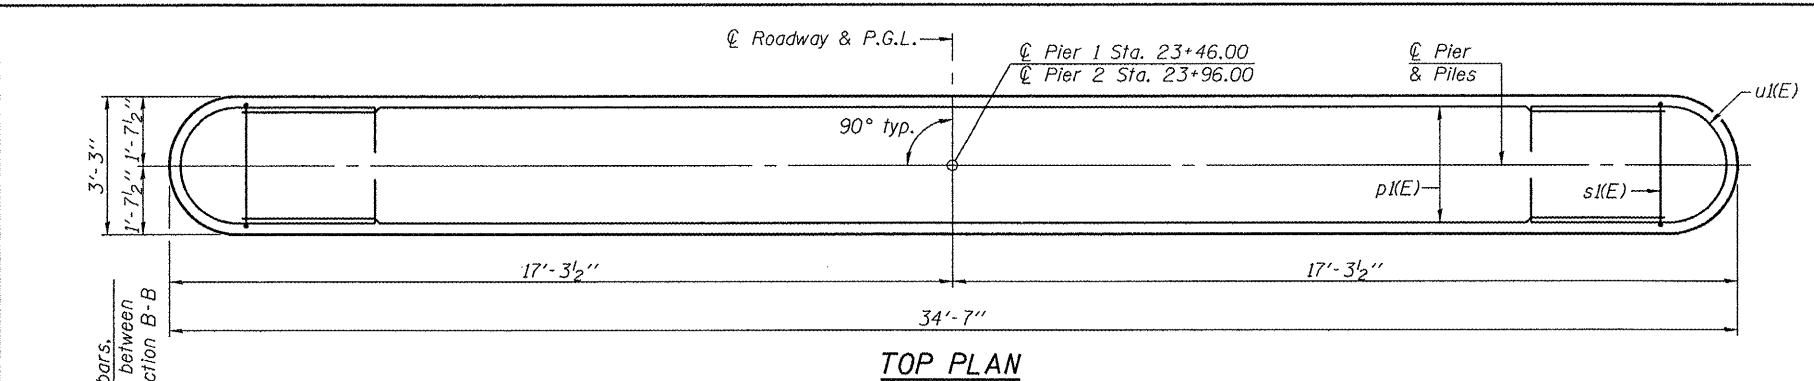 ℄ Roadway & P.G.L.
℄ Pier 1 Sta. 23+46.00
℄ Pier 2 Sta. 23+96.00
℄ Pier
& Piles
u1(E)
90° typ.
3'-3"
1'-7½"
1'-7½"
p1(E)
s1(E)
17'-3½"
17'-3½"
34'-7"
bars,
between
ction B-B
TOP PLAN